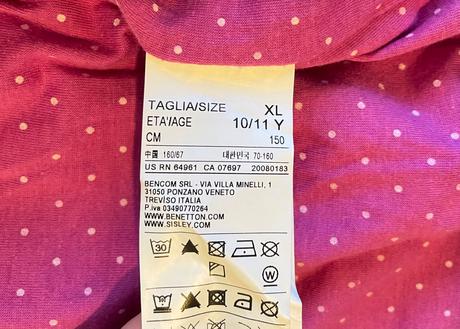 TAGLIA/SIZE XL
ETA'/AGE 10/11 Y
CM 150
中国 160/67 대한민국 70-160
US RN 64961 CA 07697 20080183
BENCOM SRL - VIA VILLA MINELLI, 1
31050 PONZANO VENETO
TREVISO ITALIA
P.iva 03490770264
WWW.BENETTON.COM
WWW.SISLEY.COM
30
W